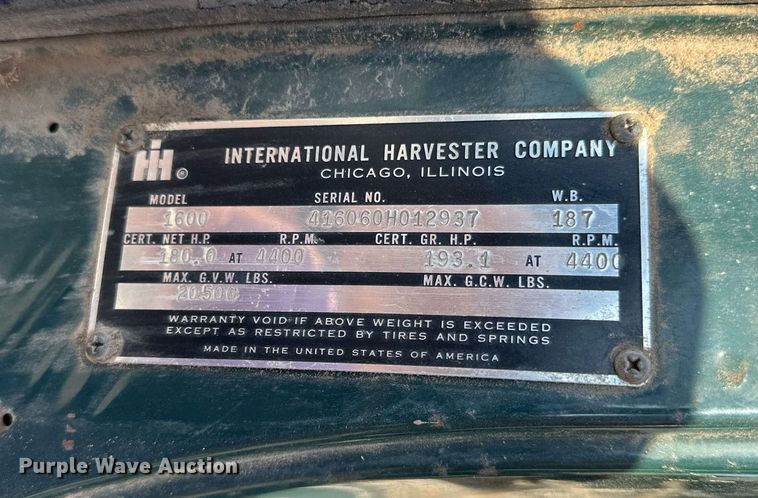 IH ® INTERNATIONAL HARVESTER COMPANY
CHICAGO, ILLINOIS
MODEL SERIAL NO. W.B.
1600 416060H012937 187
CERT. NET H.P. R.P.M. CERT. GR. H.P. R.P.M.
180.0 AT 4400 193.1 AT 4400
MAX. G.V.W. LBS. MAX. G.C.W. LBS.
20500
WARRANTY VOID IF ABOVE WEIGHT IS EXCEEDED
EXCEPT AS RESTRICTED BY TIRES AND SPRINGS
MADE IN THE UNITED STATES OF AMERICA
Purple Wave Auction